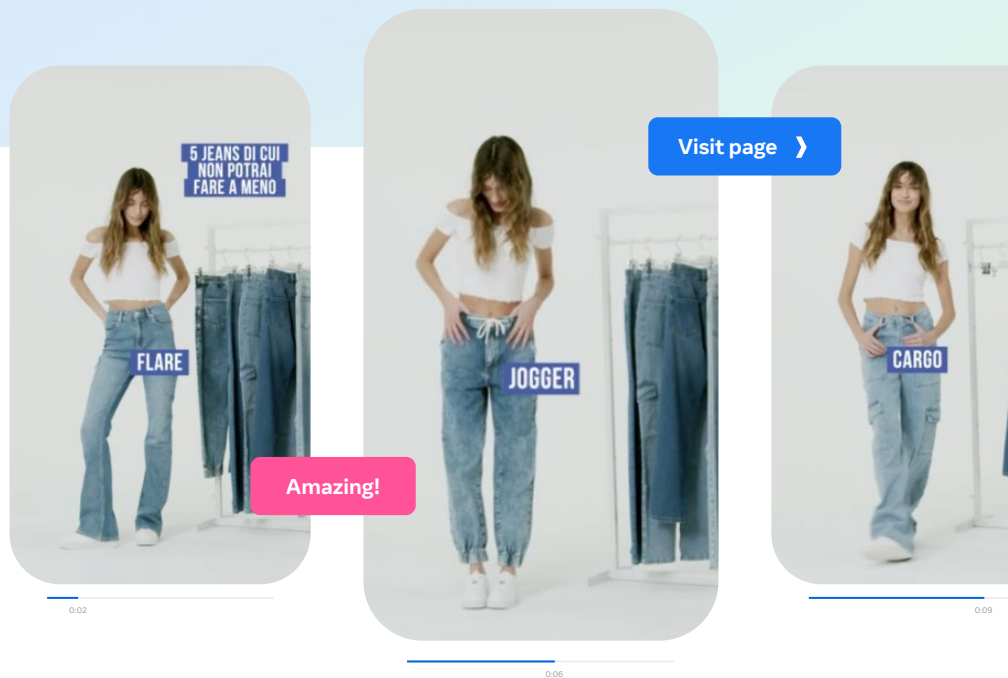 5 JEANS DI CUI
NON POTRAI
FARE A MENO
FLARE
Amazing!
0:02
Visit page ❯
JOGGER
0:06
CARGO
0:09